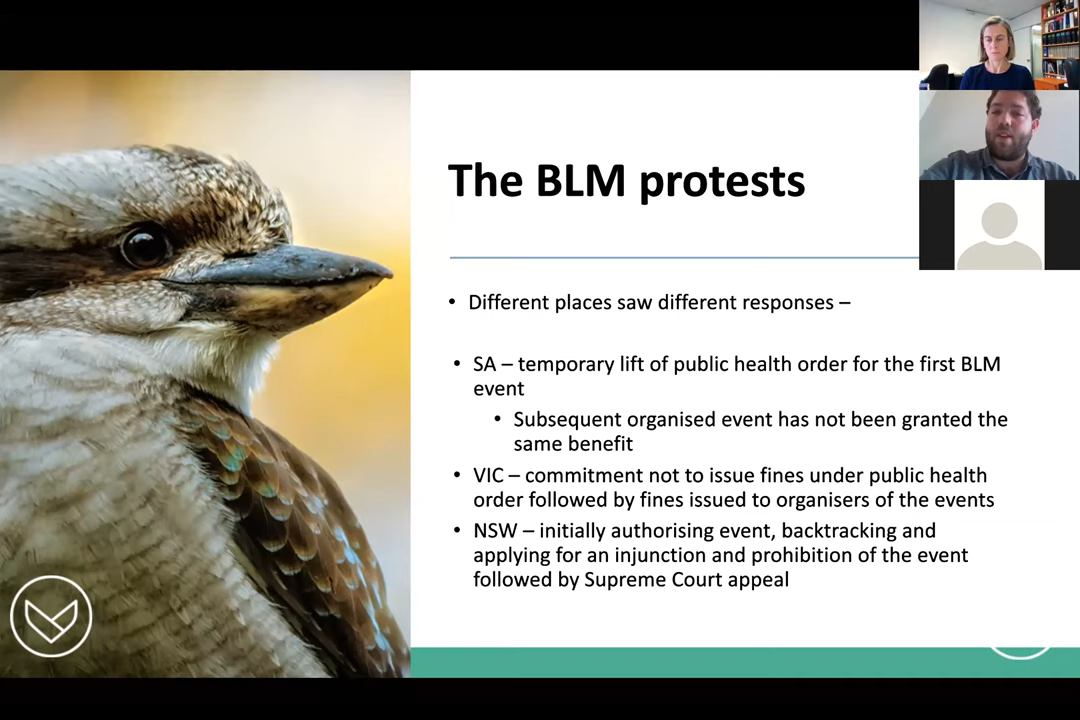 The BLM protests
• Different places saw different responses –
• SA – temporary lift of public health order for the first BLM
event
• Subsequent organised event has not been granted the
same benefit
• VIC – commitment not to issue fines under public health
order followed by fines issued to organisers of the events
• NSW – initially authorising event, backtracking and
applying for an injunction and prohibition of the event
followed by Supreme Court appeal